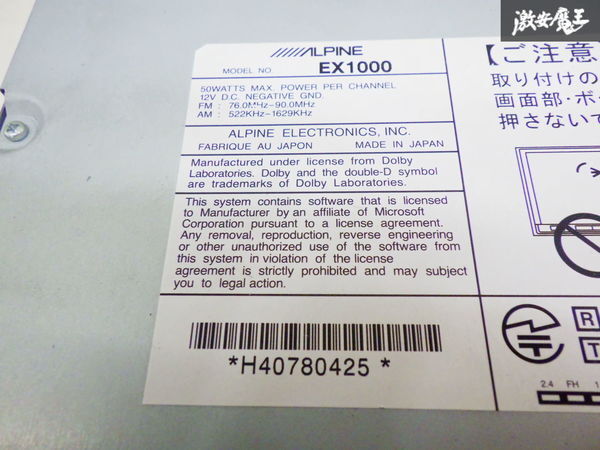 激安魔王
ALPINE
MODEL NO. EX1000
50WATTS MAX. POWER PER CHANNEL
12V D.C. NEGATIVE GND.
FM : 76.0MHz-90.0MHz
AM : 522KHz-1629KHz
ALPINE ELECTRONICS, INC.
FABRIQUE AU JAPON MADE IN JAPAN
Manufactured under license from Dolby
Laboratories. Dolby and the double-D symbol
are trademarks of Dolby Laboratories.
This system contains software that is licensed
to Manufacturer by an affiliate of Microsoft
Corporation pursuant to a license agreement.
Any removal, reproduction, reverse engineering
or other unauthorized use of the software from
this system in violation of the license
agreement is strictly prohibited and may subject
you to legal action.
*H40780425*
【ご注意
取り付けの
画面部・ボ
押さないで
R
T
2.4 FH 1